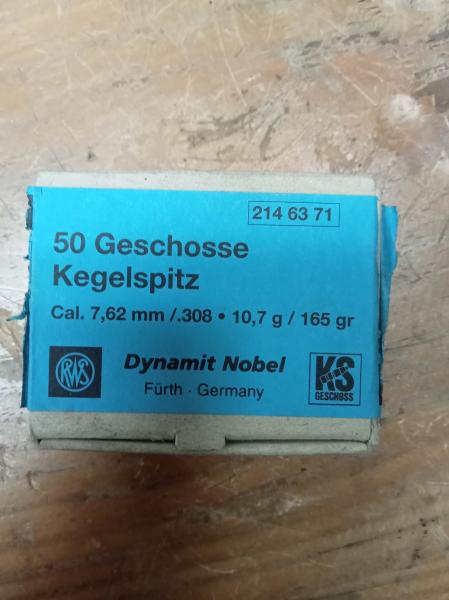 214 63 71
50 Geschosse
Kegelspitz
Cal. 7,62 mm /.308 • 10,7 g / 165 gr
RWS
Dynamit Nobel
Fürth · Germany
KS
GESCHOSS